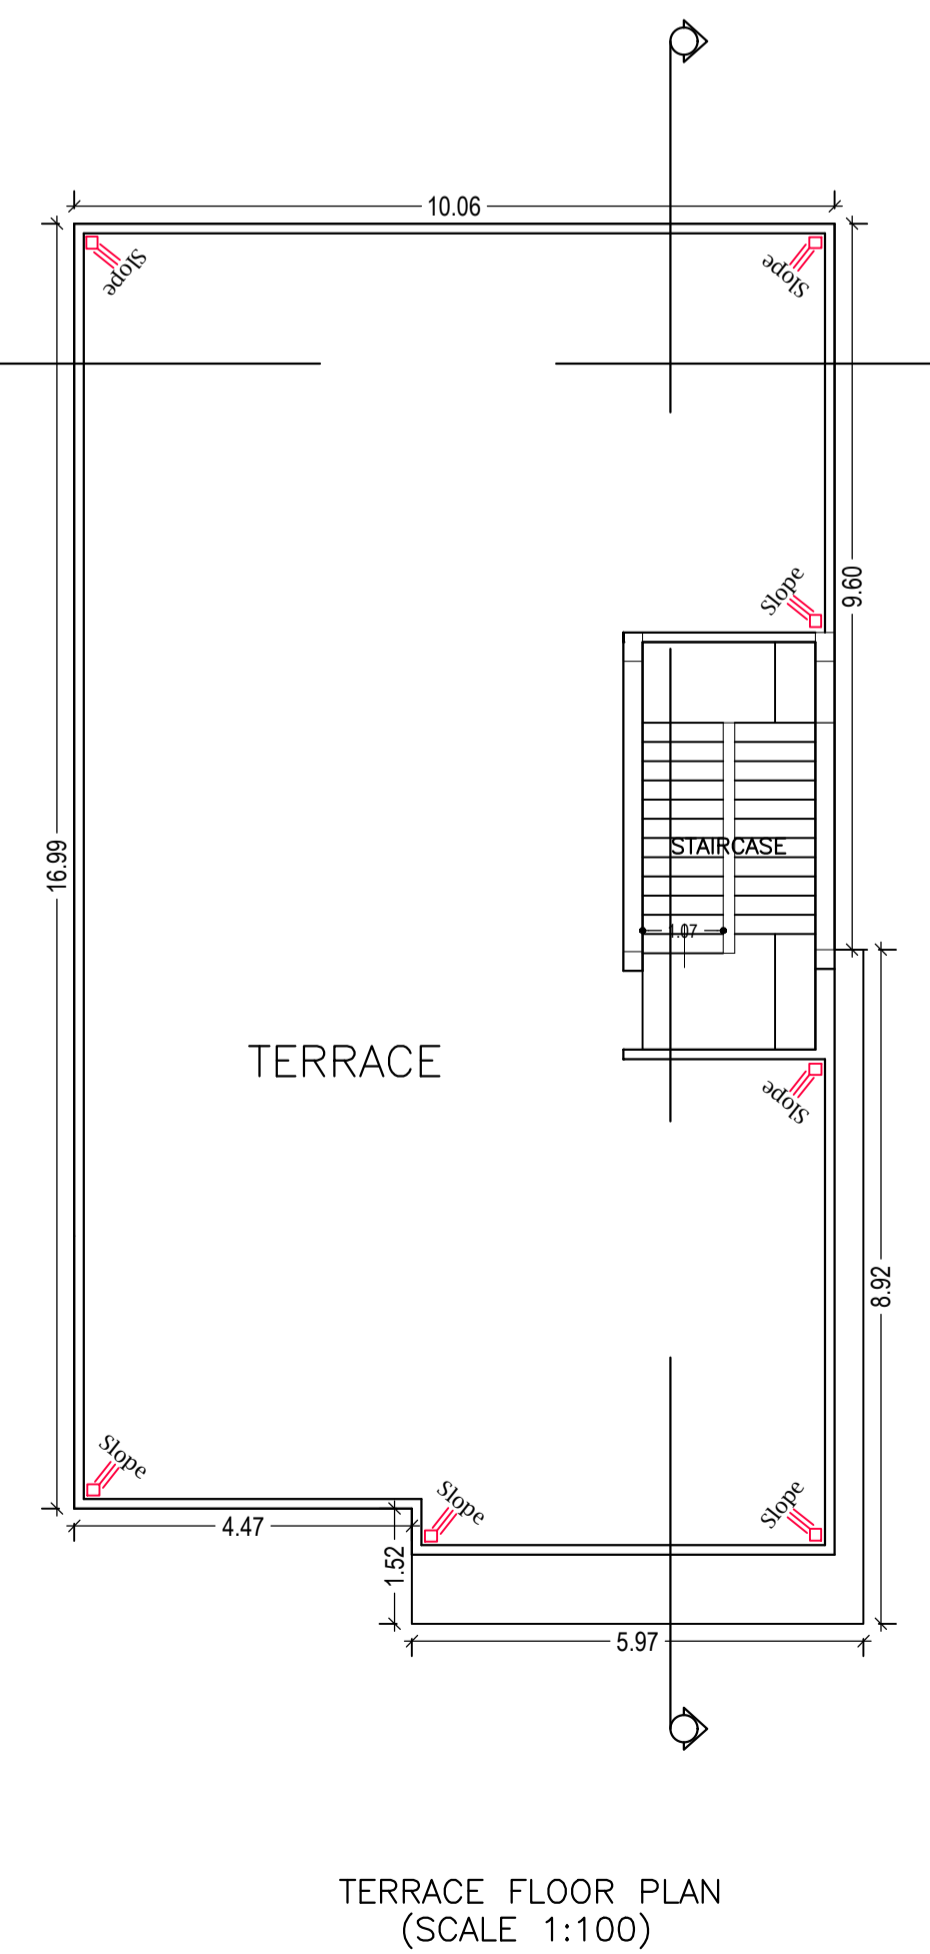 10.06
Slope
Slope
Slope
9.60
STAIRCASE
16.99
1.07
TERRACE
Slope
8.92
Slope
Slope
Slope
4.47
1.52
5.97
TERRACE FLOOR PLAN
(SCALE 1:100)